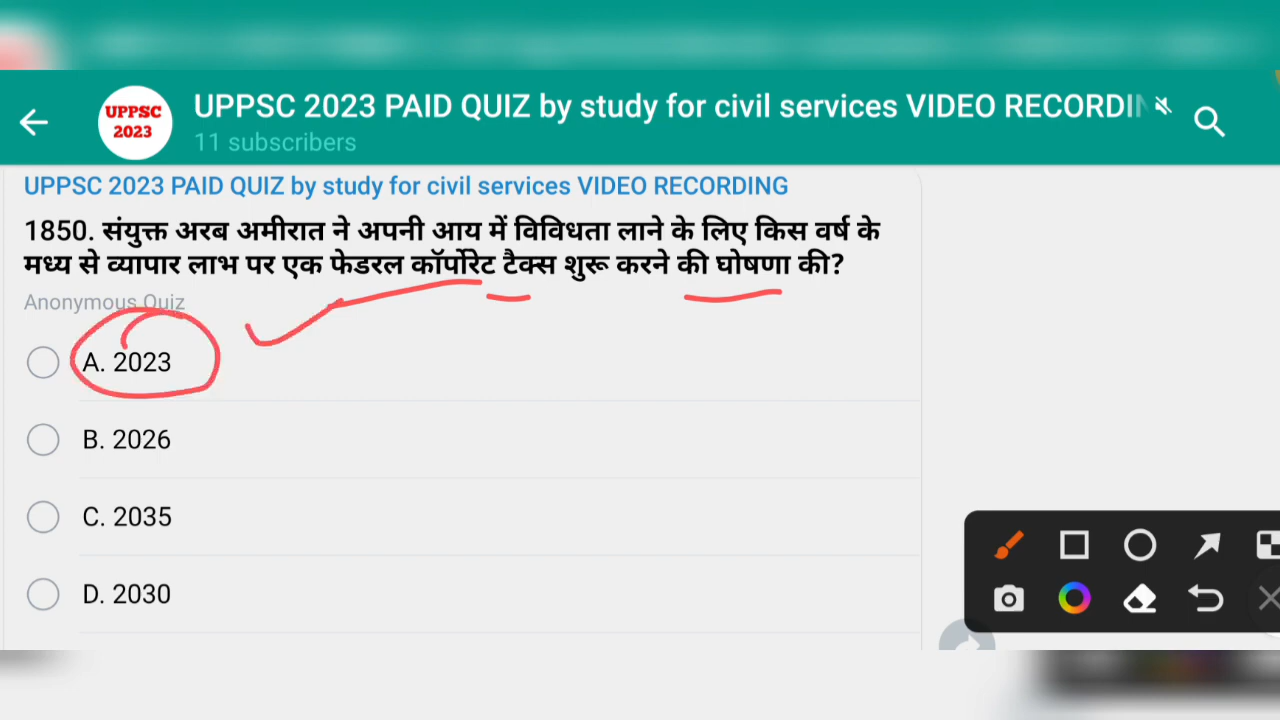 UPPSC
2023
UPPSC 2023 PAID QUIZ by study for civil services VIDEO RECORDIN
11 subscribers
UPPSC 2023 PAID QUIZ by study for civil services VIDEO RECORDING
1850. संयुक्त अरब अमीरात ने अपनी आय में विविधता लाने के लिए किस वर्ष के
मध्य से व्यापार लाभ पर एक फेडरल कॉर्पोरेट टैक्स शुरू करने की घोषणा की?
Anonymous Quiz
A. 2023
B. 2026
C. 2035
D. 2030